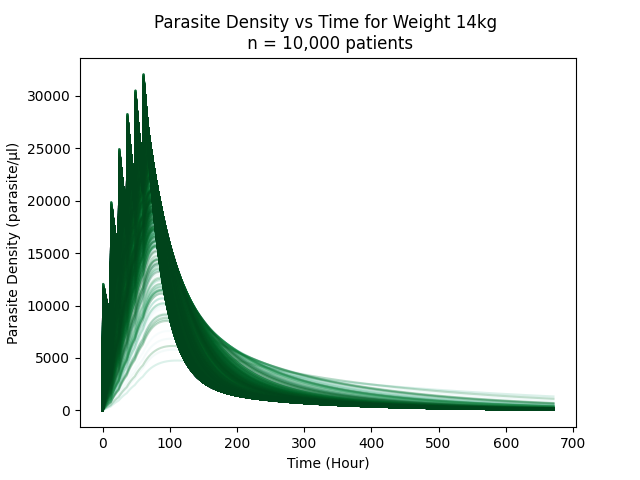 Parasite Density vs Time for Weight 14kg
n = 10,000 patients
30000
25000
20000
15000
10000
5000
0
Parasite Density (parasite/µl)
0 100 200 300 400 500 600 700
Time (Hour)